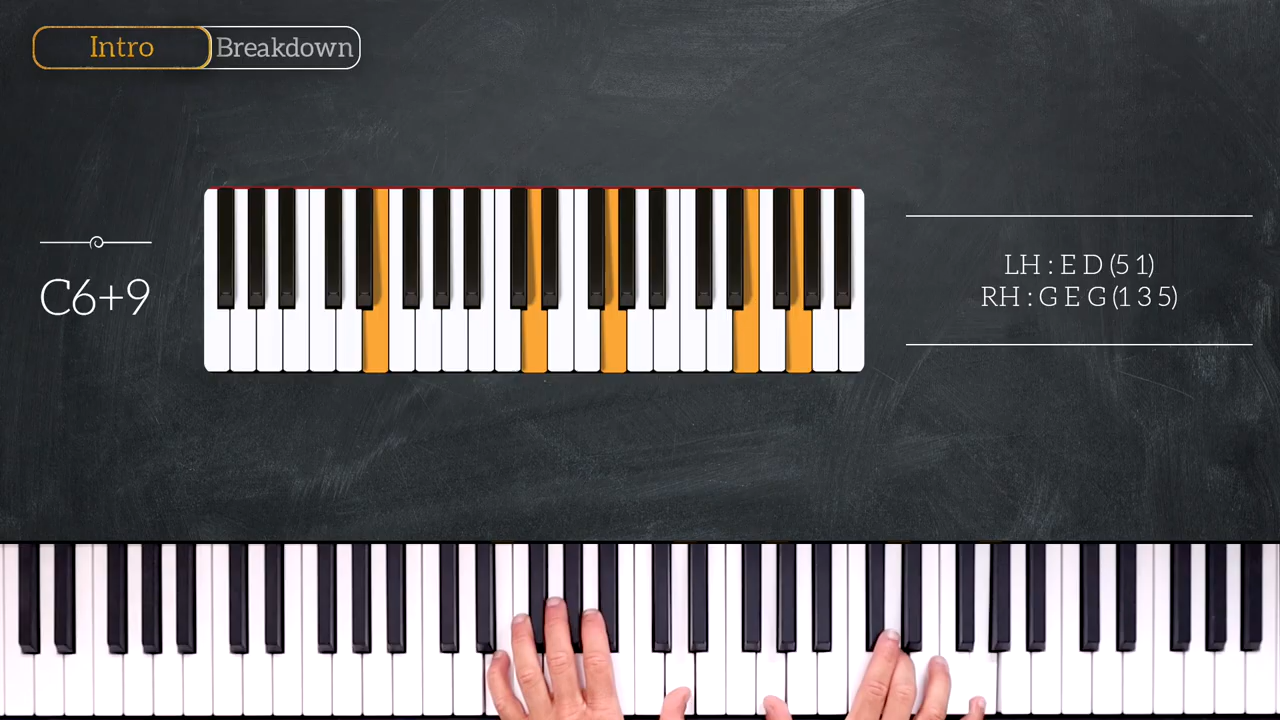 Intro
Breakdown
C6+9
LH : E D (5 1)
RH : G E G (1 3 5)